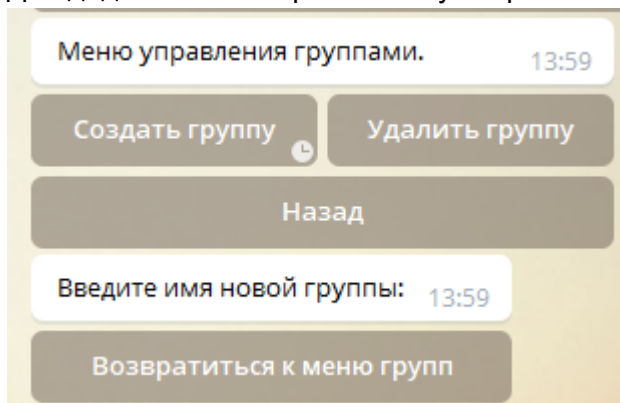 Меню управления группами. 13:59
Создать группу Удалить группу
Назад
Введите имя новой группы: 13:59
Возвратиться к меню групп